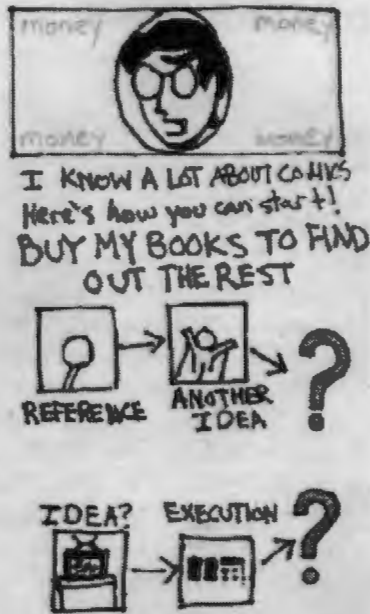 money money
money money
I KNOW A LOT ABOUT COMICS
Here's how you can start!
BUY MY BOOKS TO FIND
OUT THE REST
REFERENCE
ANOTHER
IDEA
?
IDEA?
EXECUTION
?